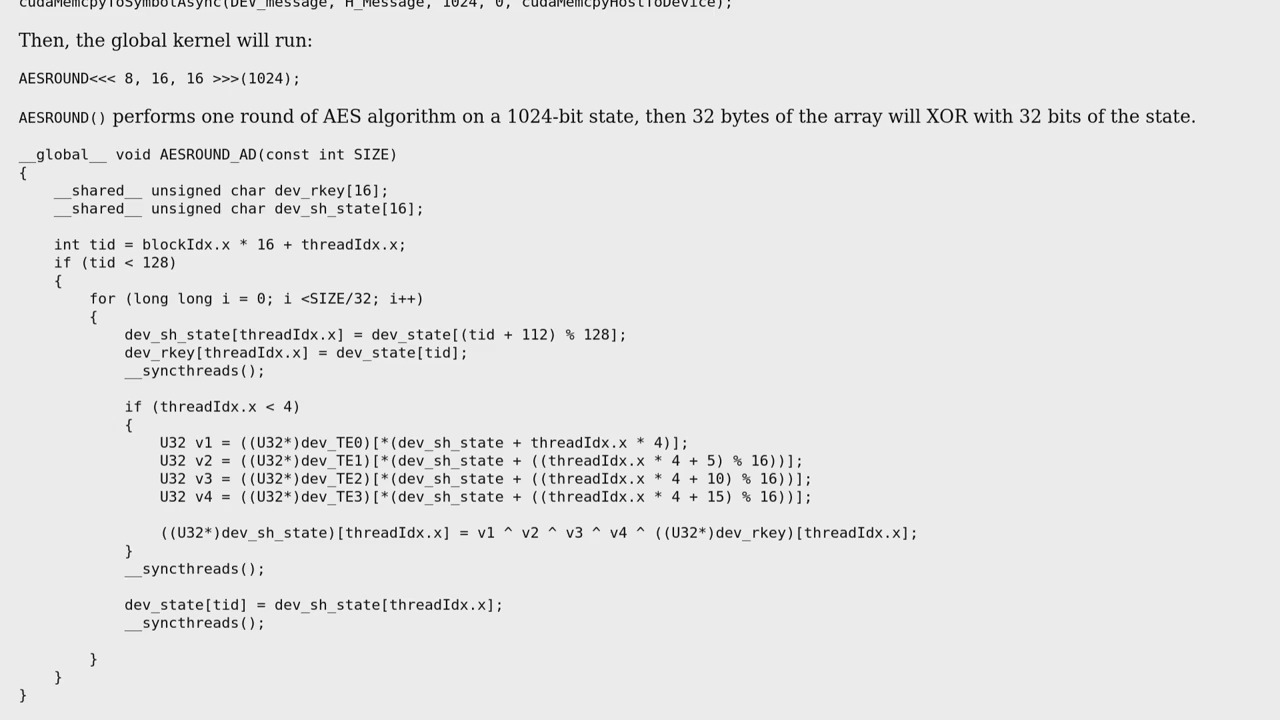 cudaMemcpyToSymbolAsync(DEV_message, H_Message, 1024, 0, cudaMemcpyHostToDevice);
Then, the global kernel will run:
AESROUND<<< 8, 16, 16 >>>(1024);
AESROUND() performs one round of AES algorithm on a 1024-bit state, then 32 bytes of the array will XOR with 32 bits of the state.
__global__ void AESROUND_AD(const int SIZE)
{
    __shared__ unsigned char dev_rkey[16];
    __shared__ unsigned char dev_sh_state[16];
    int tid = blockIdx.x * 16 + threadIdx.x;
    if (tid < 128)
    {
        for (long long i = 0; i <SIZE/32; i++)
        {
            dev_sh_state[threadIdx.x] = dev_state[(tid + 112) % 128];
            dev_rkey[threadIdx.x] = dev_state[tid];
            __syncthreads();
            if (threadIdx.x < 4)
            {
                U32 v1 = ((U32*)dev_TE0)[*(dev_sh_state + threadIdx.x * 4)];
                U32 v2 = ((U32*)dev_TE1)[*(dev_sh_state + ((threadIdx.x * 4 + 5) % 16))];
                U32 v3 = ((U32*)dev_TE2)[*(dev_sh_state + ((threadIdx.x * 4 + 10) % 16))];
                U32 v4 = ((U32*)dev_TE3)[*(dev_sh_state + ((threadIdx.x * 4 + 15) % 16))];
                ((U32*)dev_sh_state)[threadIdx.x] = v1 ^ v2 ^ v3 ^ v4 ^ ((U32*)dev_rkey)[threadIdx.x];
            }
            __syncthreads();
            dev_state[tid] = dev_sh_state[threadIdx.x];
            __syncthreads();
        }
    }
}